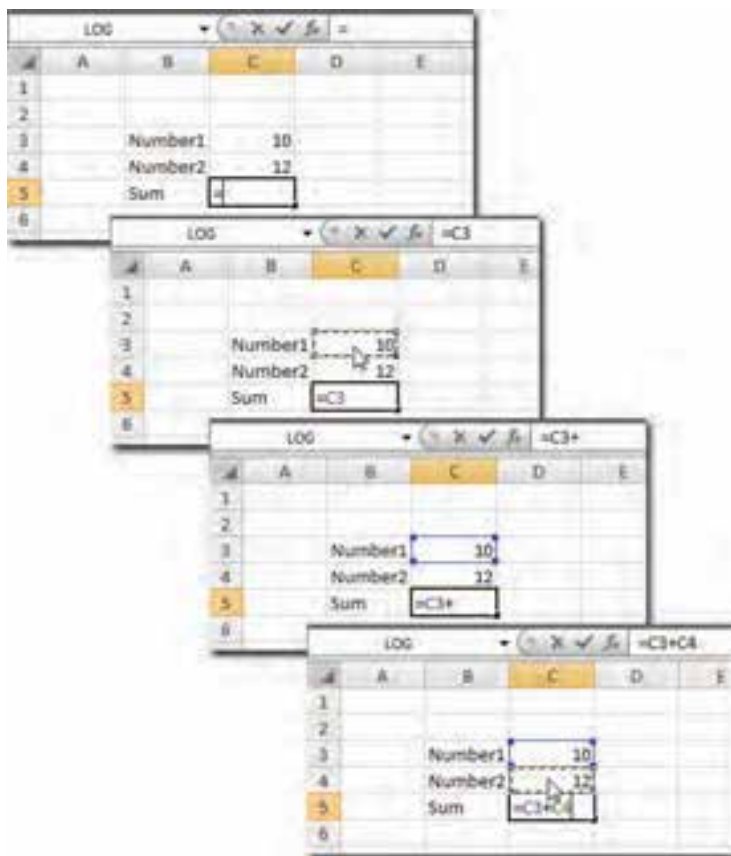 LOG =
A B C D E
1
2
3 Number1 10
4 Number2 12
5 Sum =
6
LOG =C3
A B C D E
1
2
3 Number1 10
4 Number2 12
5 Sum =C3
6
LOG =C3+
A B C D E
1
2
3 Number1 10
4 Number2 12
5 Sum =C3+
6
LOG =C3+C4
A B C D E
1
2
3 Number1 10
4 Number2 12
5 Sum =C3+C4
6